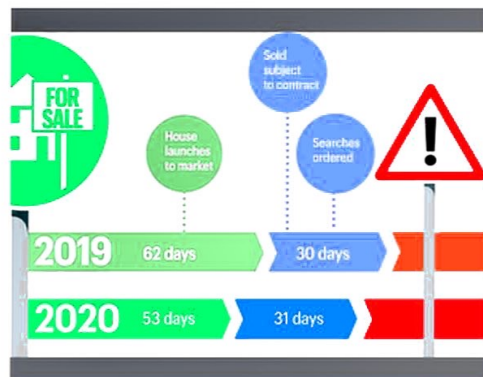 FOR
SALE
Sold
subject
to contract
House
launches
to market
Searches
ordered
!
2019
62 days
30 days
2020
53 days
31 days